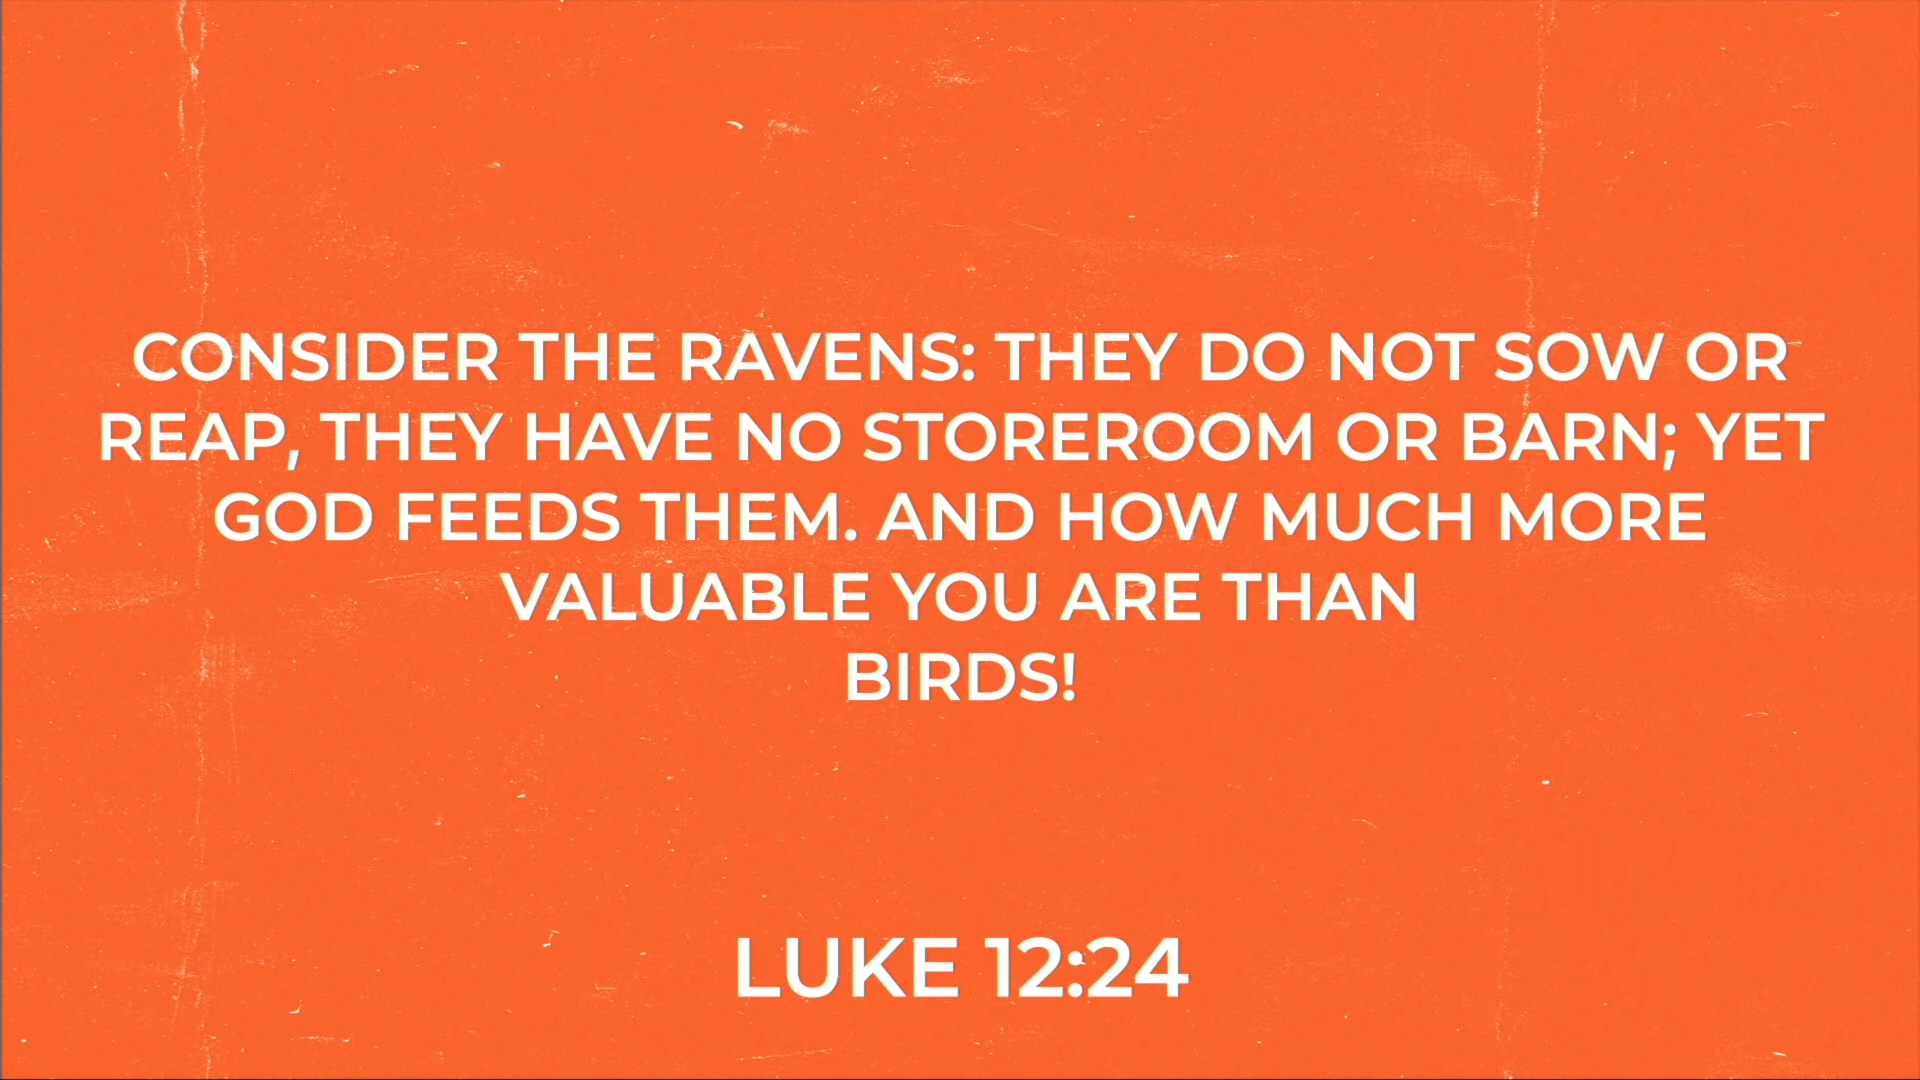 CONSIDER THE RAVENS: THEY DO NOT SOW OR
REAP, THEY HAVE NO STOREROOM OR BARN; YET
GOD FEEDS THEM. AND HOW MUCH MORE
VALUABLE YOU ARE THAN
BIRDS!
LUKE 12:24